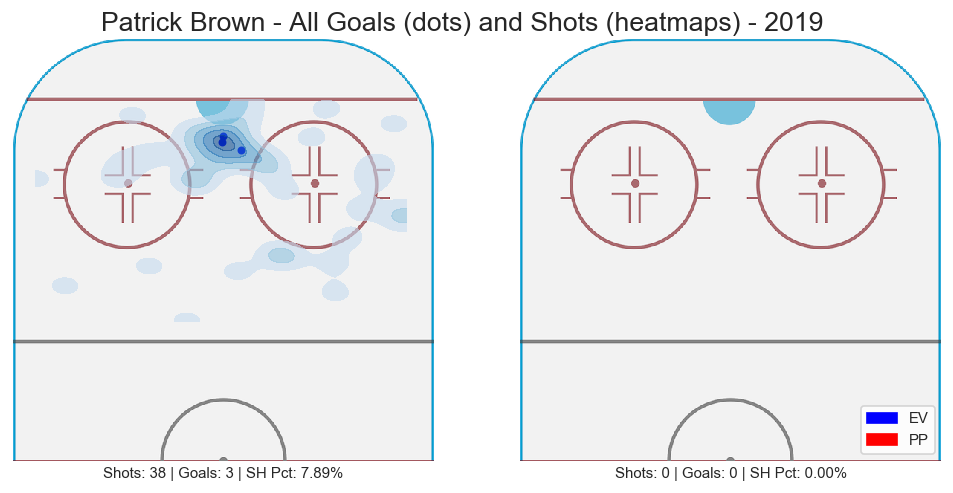 Patrick Brown - All Goals (dots) and Shots (heatmaps) - 2019
EV
PP
Shots: 38 | Goals: 3 | SH Pct: 7.89%
Shots: 0 | Goals: 0 | SH Pct: 0.00%